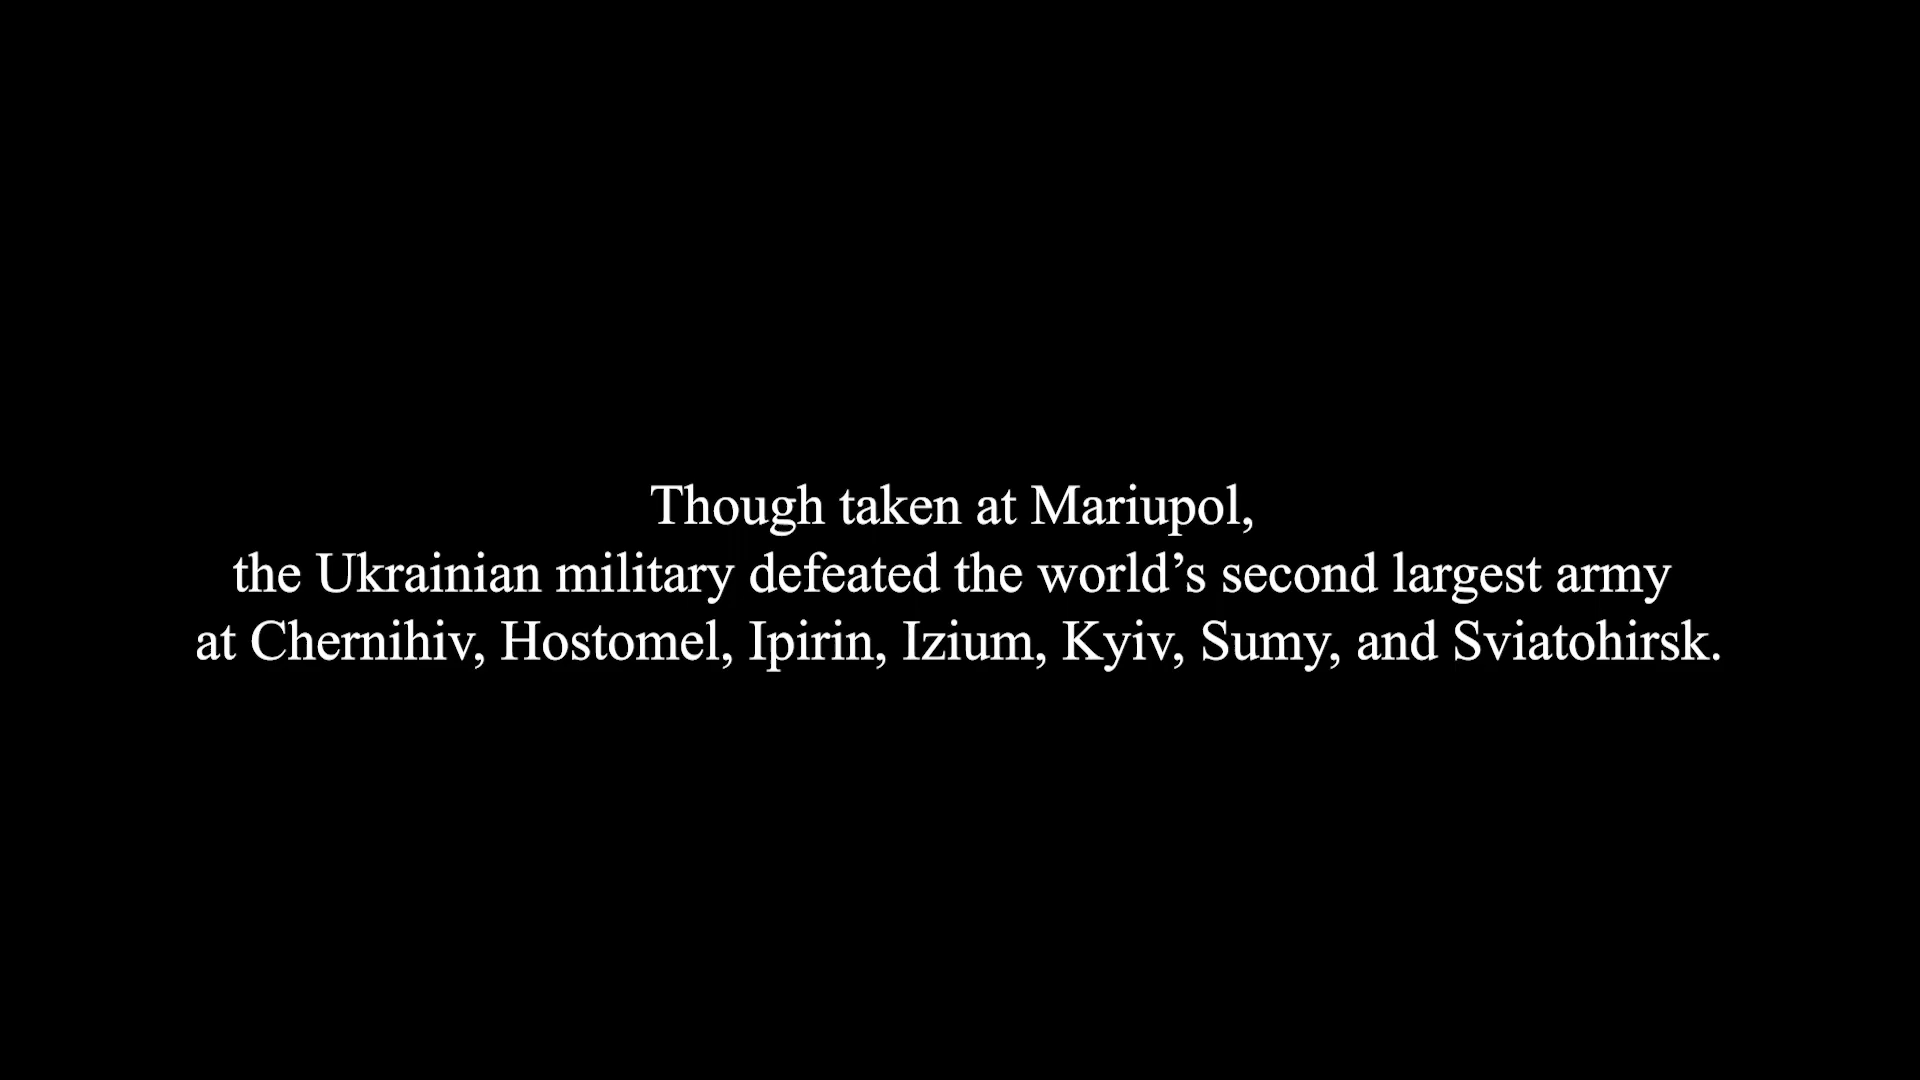 Though taken at Mariupol,
the Ukrainian military defeated the world’s second largest army
at Chernihiv, Hostomel, Ipirin, Izium, Kyiv, Sumy, and Sviatohirsk.